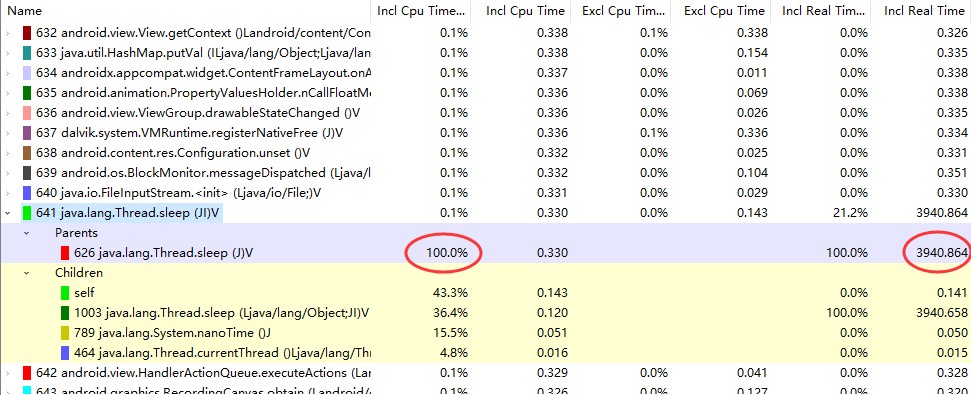 Name Incl Cpu Time... Incl Cpu Time Excl Cpu Tim... Excl Cpu Time Incl Real Tim... Incl Real Time
632 android.view.View.getContext ()Landroid/content/Con 0.1% 0.338 0.1% 0.338 0.0% 0.326
633 java.util.HashMap.putVal (ILjava/lang/Object;Ljava/lan 0.1% 0.338 0.0% 0.154 0.0% 0.335
634 androidx.appcompat.widget.ContentFrameLayout.onA 0.1% 0.337 0.0% 0.011 0.0% 0.338
635 android.animation.PropertyValuesHolder.nCallFloatMe 0.1% 0.336 0.0% 0.069 0.0% 0.338
636 android.view.ViewGroup.drawableStateChanged ()V 0.1% 0.336 0.0% 0.026 0.0% 0.335
637 dalvik.system.VMRuntime.registerNativeFree (J)V 0.1% 0.336 0.1% 0.336 0.0% 0.334
638 android.content.res.Configuration.unset ()V 0.1% 0.332 0.0% 0.025 0.0% 0.331
639 android.os.BlockMonitor.messageDispatched (Ljava/l 0.1% 0.332 0.0% 0.104 0.0% 0.351
640 java.io.FileInputStream.<init> (Ljava/io/File;)V 0.1% 0.331 0.0% 0.029 0.0% 0.330
641 java.lang.Thread.sleep (JI)V 0.1% 0.330 0.0% 0.143 21.2% 3940.864
Parents
626 java.lang.Thread.sleep (J)V 100.0% 0.330 100.0% 3940.864
Children
self 43.3% 0.143 0.0% 0.141
1003 java.lang.Thread.sleep (Ljava/lang/Object;JI)V 36.4% 0.120 100.0% 3940.658
789 java.lang.System.nanoTime ()J 15.5% 0.051 0.0% 0.050
464 java.lang.Thread.currentThread ()Ljava/lang/Thr 4.8% 0.016 0.0% 0.015
642 android.view.HandlerActionQueue.executeActions (Lar 0.1% 0.329 0.0% 0.041 0.0% 0.328
643 android.graphics.RecordingCanvas.obtain (Landroid/ 0.1% 0.326 0.0% 0.127 0.0% 0.320